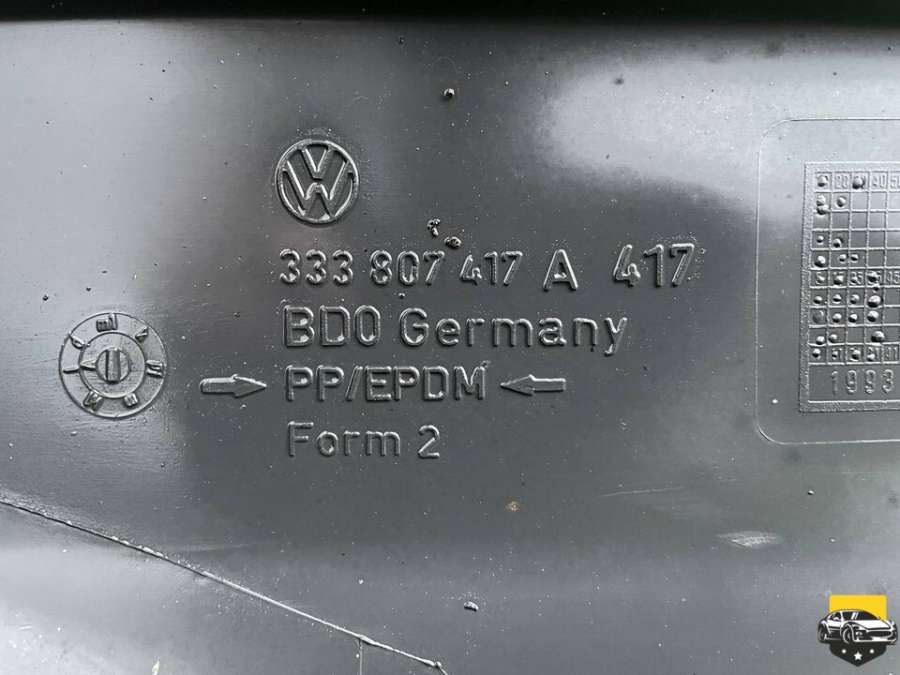 333 807 417 A 417
BDO Germany
PP/EPDM
Form 2
1993